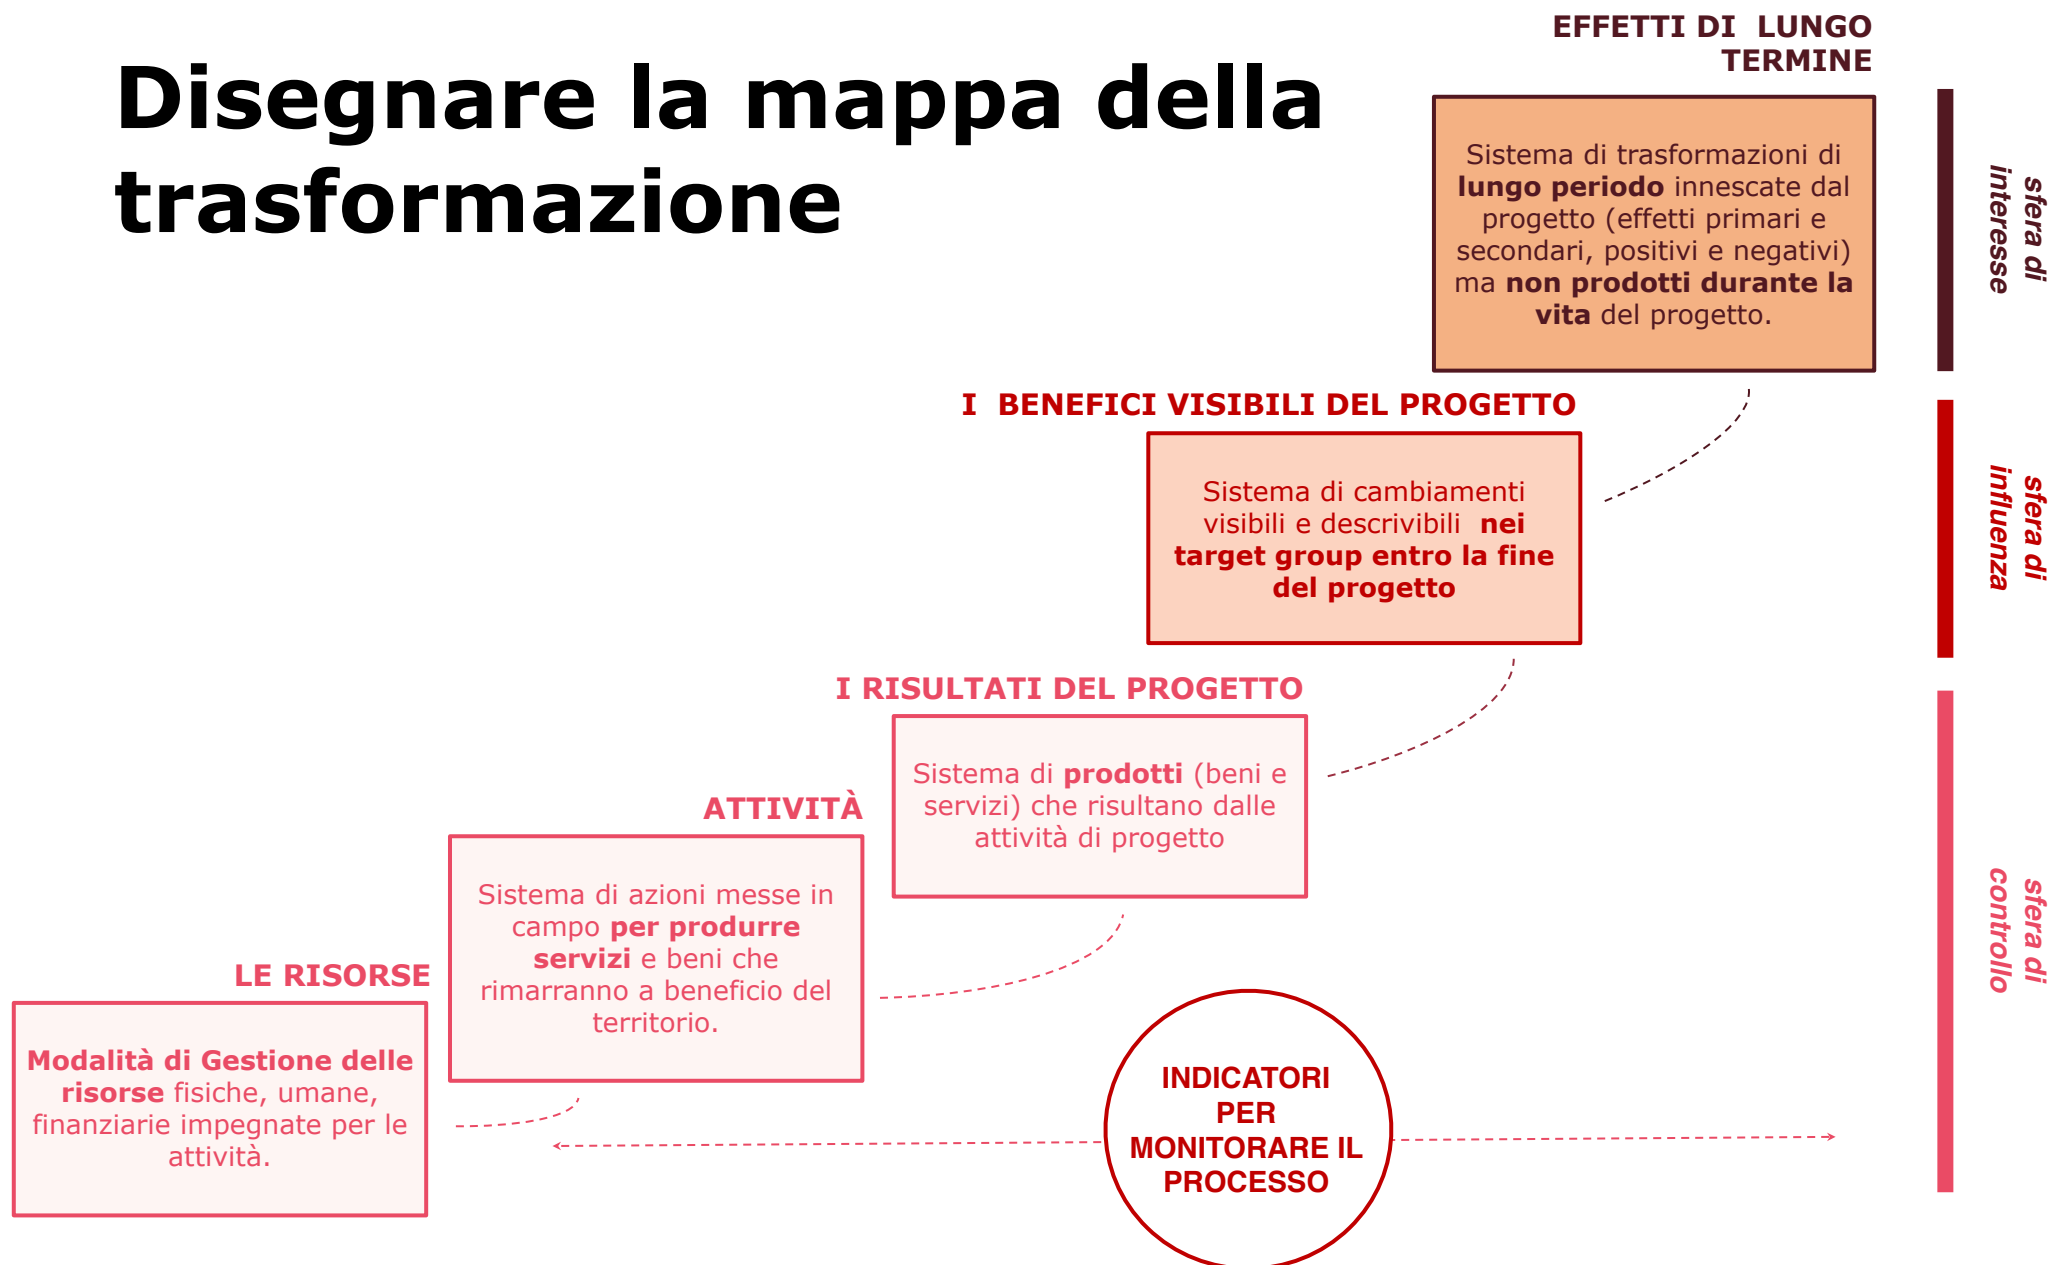 Disegnare la mappa della
trasformazione
EFFETTI DI LUNGO
TERMINE
Sistema di trasformazioni di
lungo periodo innescate dal
progetto (effetti primari e
secondari, positivi e negativi)
ma non prodotti durante la
vita del progetto.
sfera di
interesse
I BENEFICI VISIBILI DEL PROGETTO
Sistema di cambiamenti
visibili e descrivibili nei
target group entro la fine
del progetto
sfera di
influenza
I RISULTATI DEL PROGETTO
Sistema di prodotti (beni e
servizi) che risultano dalle
attività di progetto
sfera di
controllo
ATTIVITÀ
Sistema di azioni messe in
campo per produrre
servizi e beni che
rimarranno a beneficio del
territorio.
LE RISORSE
Modalità di Gestione delle
risorse fisiche, umane,
finanziarie impegnate per le
attività.
INDICATORI
PER
MONITORARE IL
PROCESSO